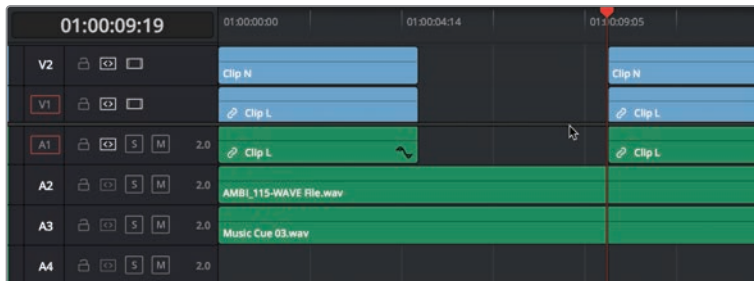 01:00:09:19 01:00:00:00 01:00:04:14 01:00:09:05
V2 Clip N Clip N
V1 Clip L Clip L
A1 S M 2.0 Clip L Clip L
A2 S M 2.0 AMBI_115-WAVE File.wav
A3 S M 2.0 Music Cue 03.wav
A4 S M 2.0